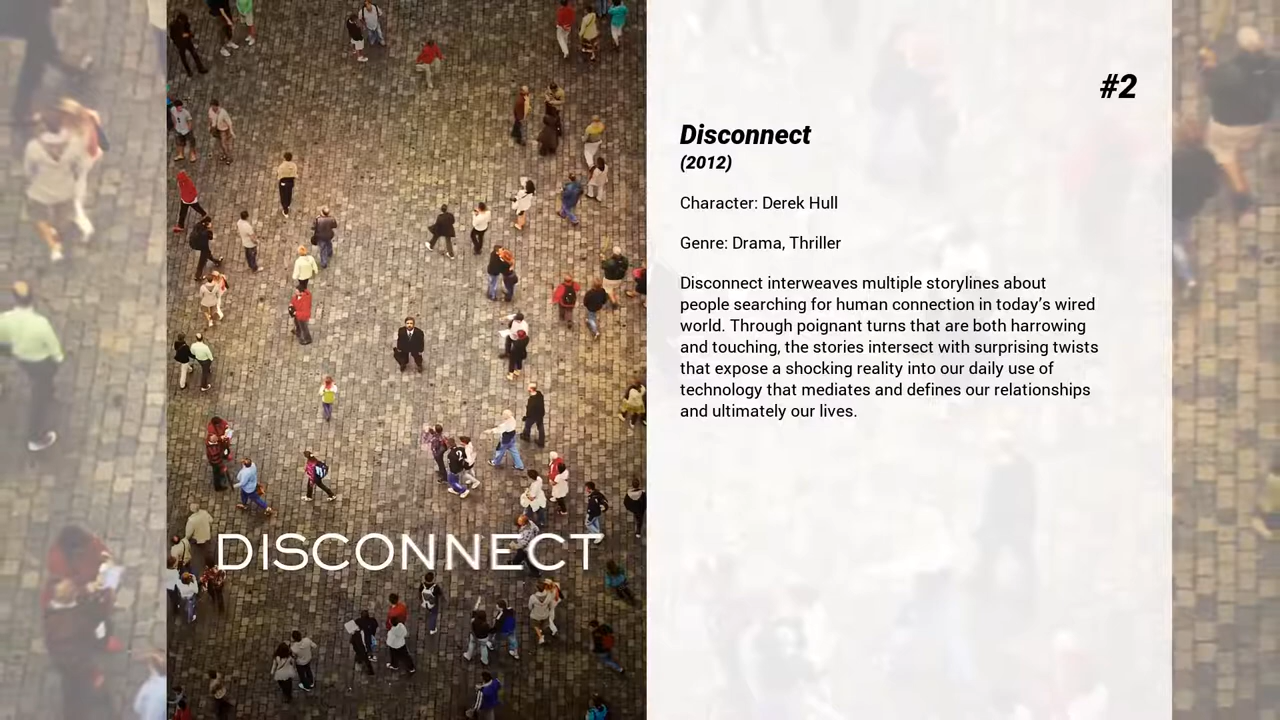 DISCONNECT
#2
Disconnect
(2012)
Character: Derek Hull
Genre: Drama, Thriller
Disconnect interweaves multiple storylines about
people searching for human connection in today’s wired
world. Through poignant turns that are both harrowing
and touching, the stories intersect with surprising twists
that expose a shocking reality into our daily use of
technology that mediates and defines our relationships
and ultimately our lives.